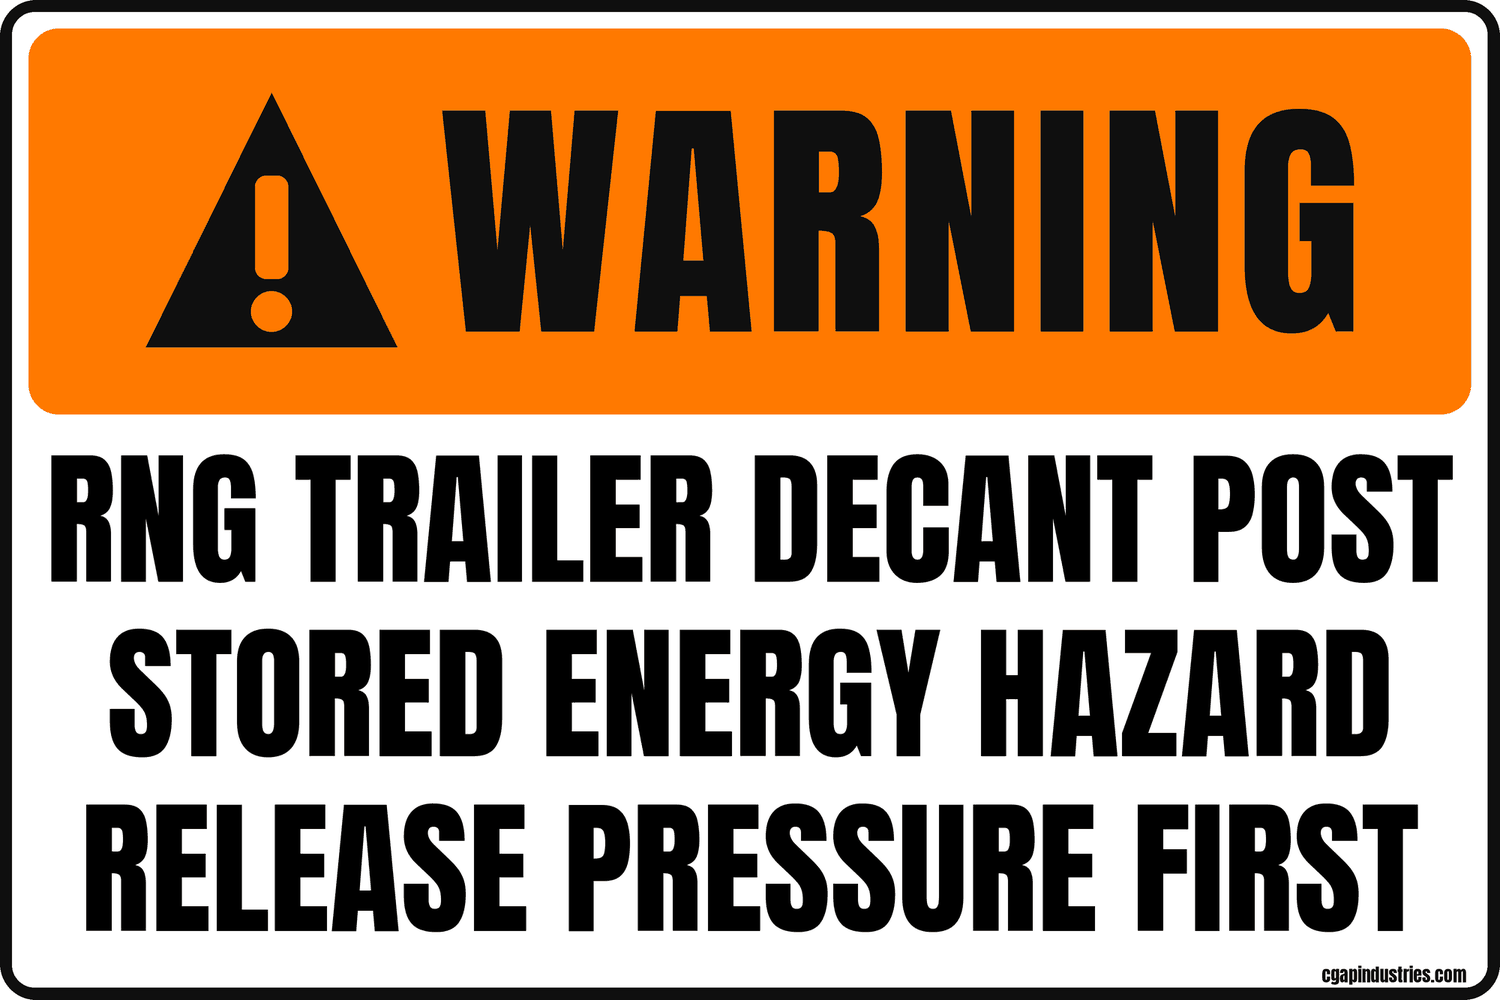 WARNING
RNG TRAILER DECANT POST
STORED ENERGY HAZARD
RELEASE PRESSURE FIRST
cgapindustries.com